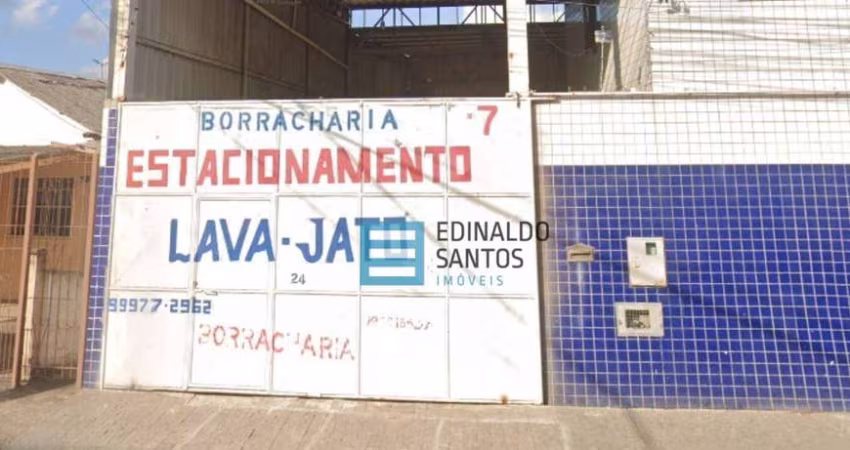 BORRACHARIA
7
ESTACIONAMENTO
LAVA-JATO
24
EDINALDO
SANTOS
IMÓVEIS
99977-2962
BORRACHARIA